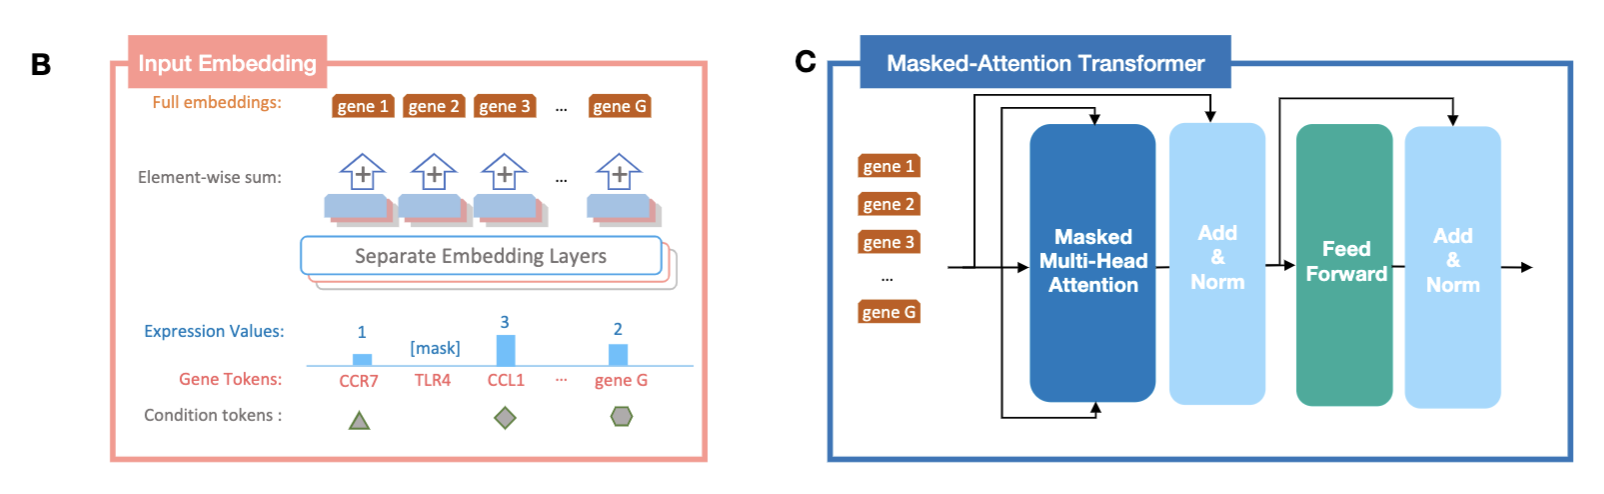 B
Input Embedding
Full embeddings:
gene 1 gene 2 gene 3 ... gene G
Element-wise sum:
+ + + ... +
Separate Embedding Layers
Expression Values:
1 [mask] 3 2
Gene Tokens:
CCR7 TLR4 CCL1 ... gene G
Condition tokens :
C
Masked-Attention Transformer
gene 1
gene 2
gene 3
...
gene G
Masked
Multi-Head
Attention
Add
&
Norm
Feed
Forward
Add
&
Norm